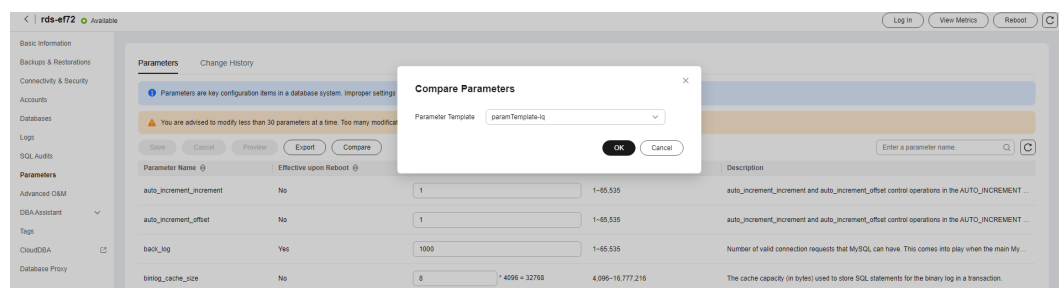 rds-ef72 Available
Log In View Metrics Reboot
Basic Information
Backups & Restorations
Connectivity & Security
Accounts
Databases
Logs
SQL Audits
Parameters
Advanced O&M
DBA Assistant
Tags
CloudDBA
Database Proxy
Parameters Change History
Parameters are key configuration items in a database system. Improper settings
You are advised to modify less than 30 parameters at a time. Too many modificat
Save Cancel Preview Export Compare
Enter a parameter name.
Compare Parameters
Parameter Template paramTemplate-iq
OK Cancel
Parameter Name Effective upon Reboot Description
auto_increment_increment No 1 1~65,535 auto_increment_increment and auto_increment_offset control operations in the AUTO_INCREMENT ...
auto_increment_offset No 1 1~65,535 auto_increment_increment and auto_increment_offset control operations in the AUTO_INCREMENT ...
back_log Yes 1000 1~65,535 Number of valid connection requests that MySQL can have. This comes into play when the main My...
binlog_cache_size No 8 * 4096 = 32768 4,096~16,777,216 The cache capacity (in bytes) used to store SQL statements for the binary log in a transaction.